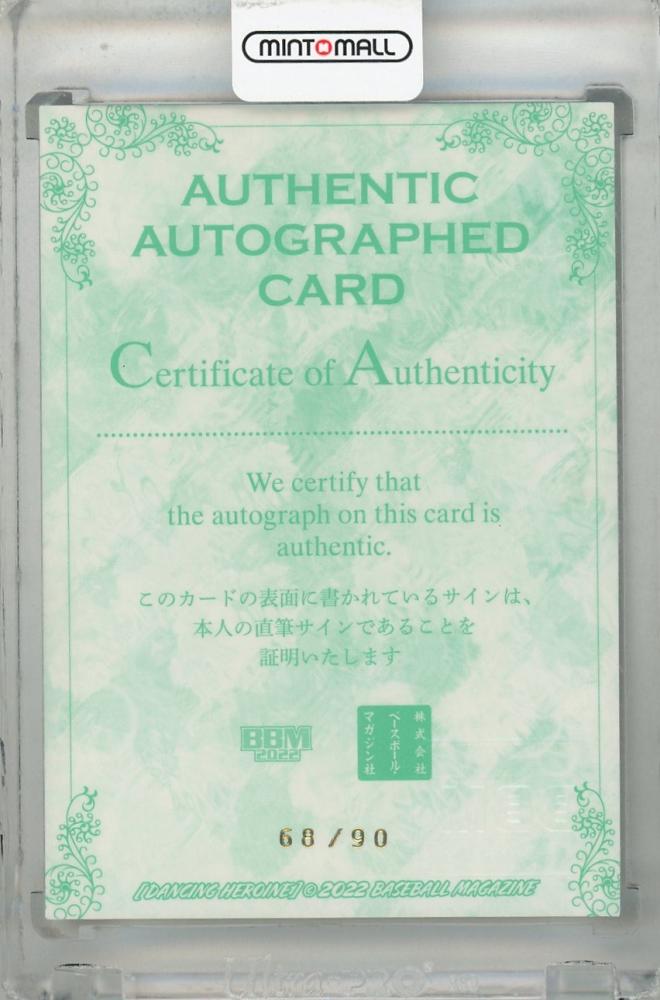 MINTMALL
AUTHENTIC
AUTOGRAPHED
CARD
Certificate of Authenticity
We certify that
the autograph on this card is
authentic.
このカードの表面に書かれているサインは、
本人の直筆サインであることを
証明いたします
BBM
2022
株式会社
ベースボール・
マガジン社
68/90
[DANCING HEROINE] © 2022 BASEBALL MAGAZINE
Ultra-PRO